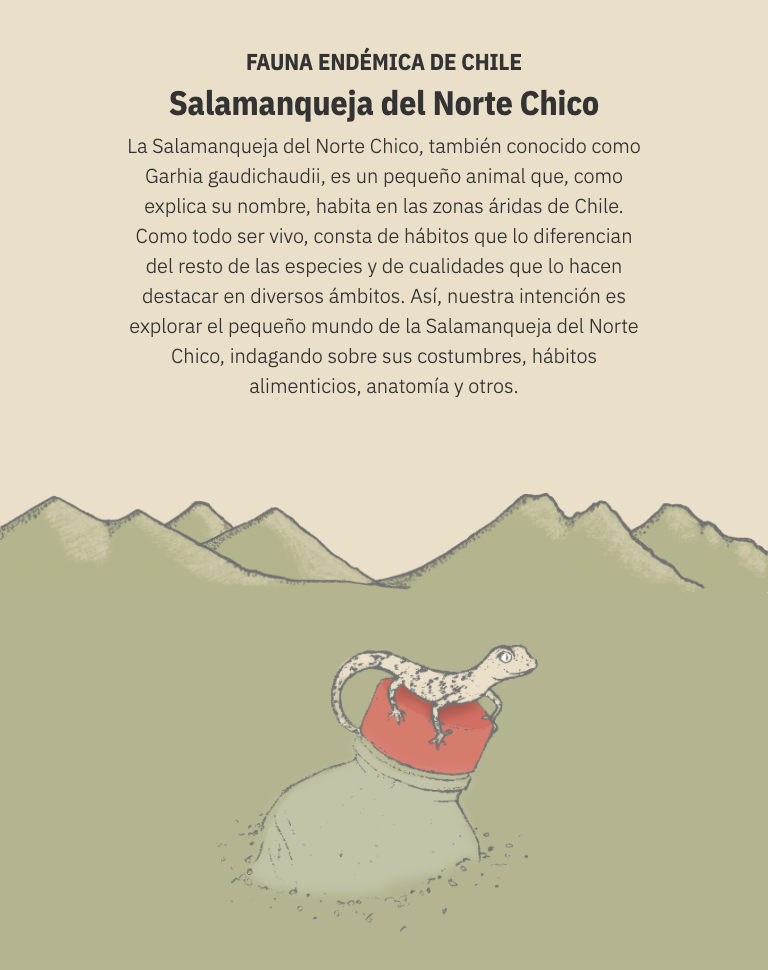 FAUNA ENDÉMICA DE CHILE
Salamanqueja del Norte Chico
La Salamanqueja del Norte Chico, también conocido como
Garhia gaudichaudii, es un pequeño animal que, como
explica su nombre, habita en las zonas áridas de Chile.
Como todo ser vivo, consta de hábitos que lo diferencian
del resto de las especies y de cualidades que lo hacen
destacar en diversos ámbitos. Así, nuestra intención es
explorar el pequeño mundo de la Salamanqueja del Norte
Chico, indagando sobre sus costumbres, hábitos
alimenticios, anatomía y otros.